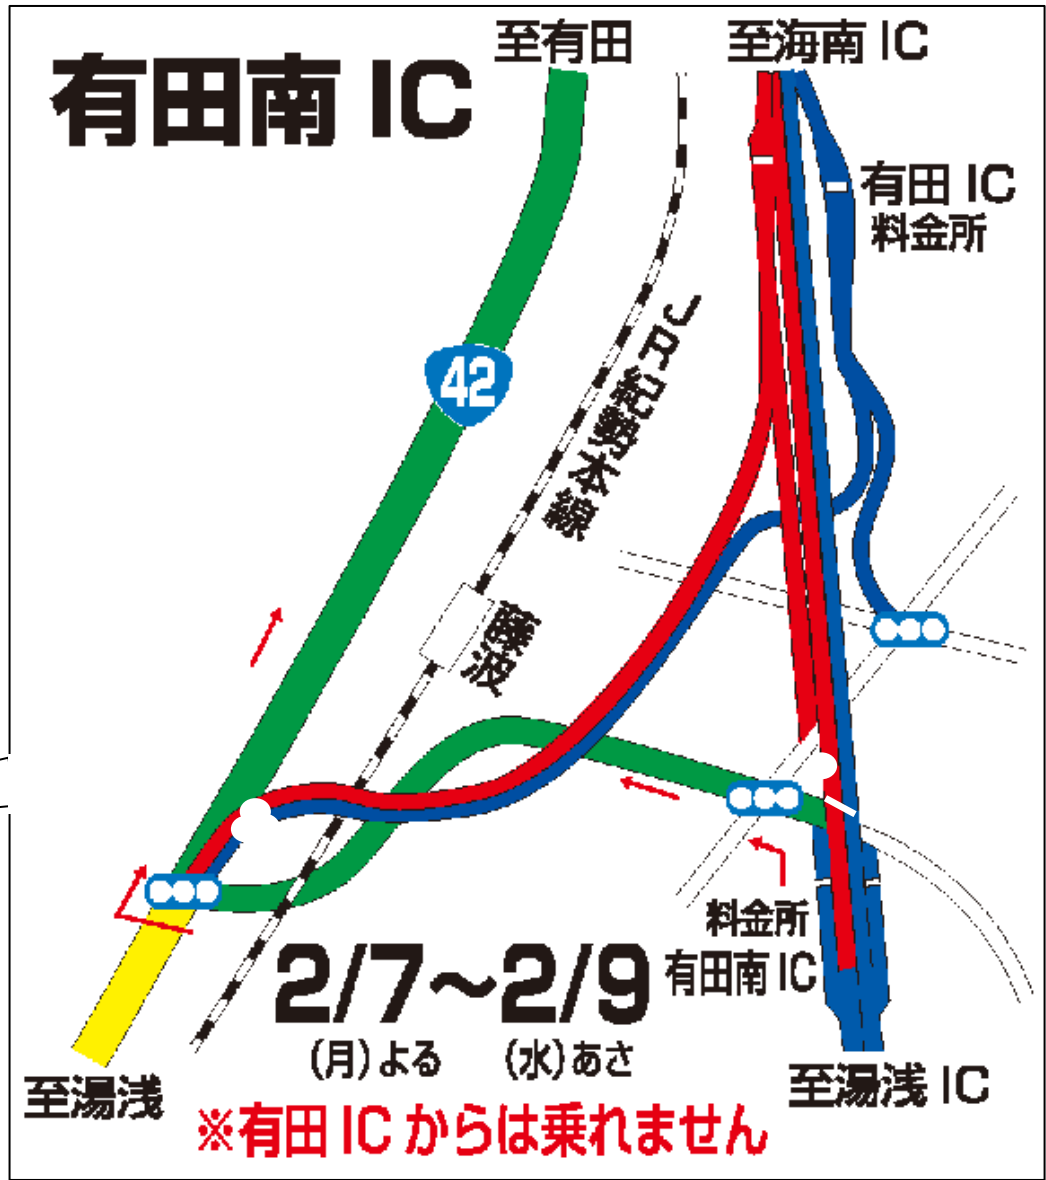 至有田
至海南 IC
有田南 IC
有田 IC
料金所
42
JR紀勢本線
藤波
料金所
有田南 IC
2/7～2/9
(月)よる
(水)あさ
至湯浅
至湯浅 IC
※有田 IC からは乗れません